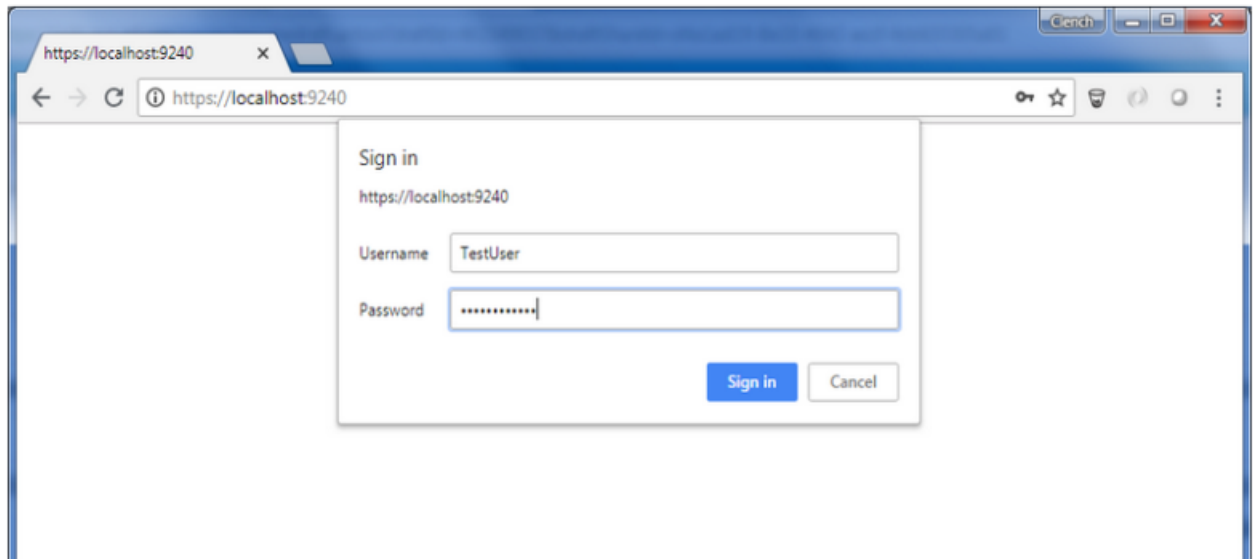 Clench
https://localhost:9240
https://localhost:9240
Sign in
https://localhost:9240
Username TestUser
Password ••••••••••••
Sign in Cancel